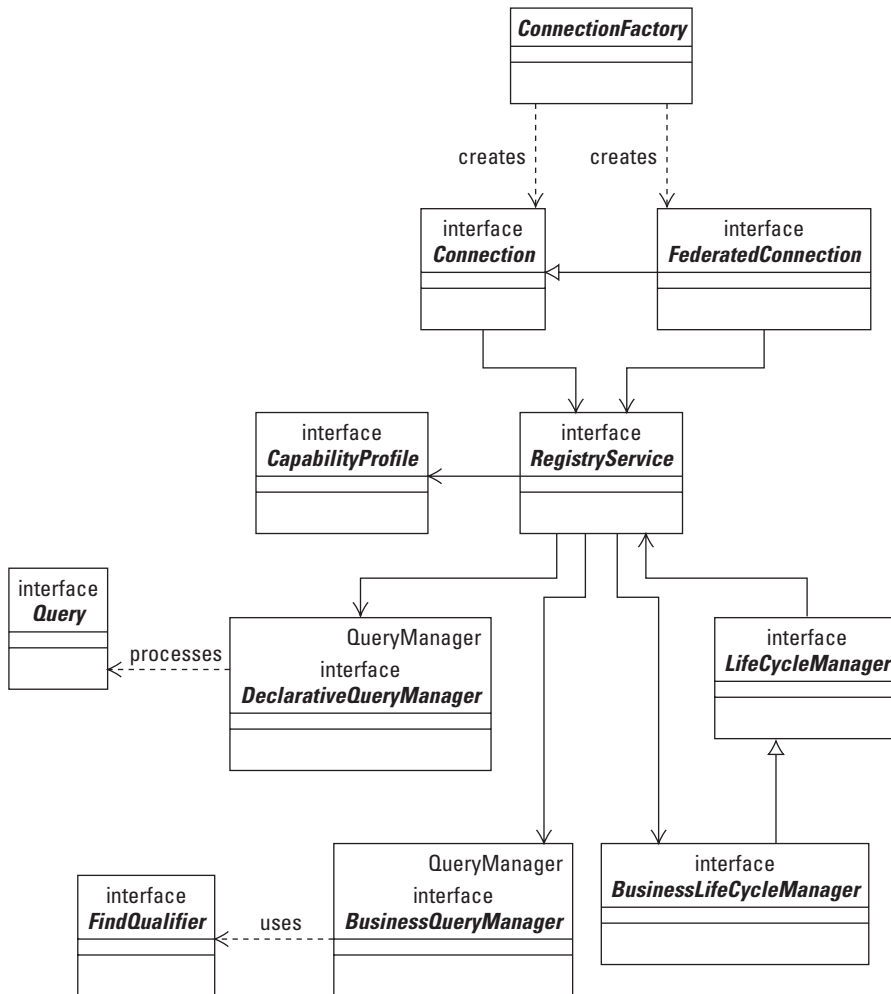 ConnectionFactory
creates
creates
interface
Connection
interface
FederatedConnection
interface
CapabilityProfile
interface
RegistryService
interface
Query
processes
QueryManager
interface
DeclarativeQueryManager
interface
LifeCycleManager
interface
FindQualifier
uses
QueryManager
interface
BusinessQueryManager
interface
BusinessLifeCycleManager